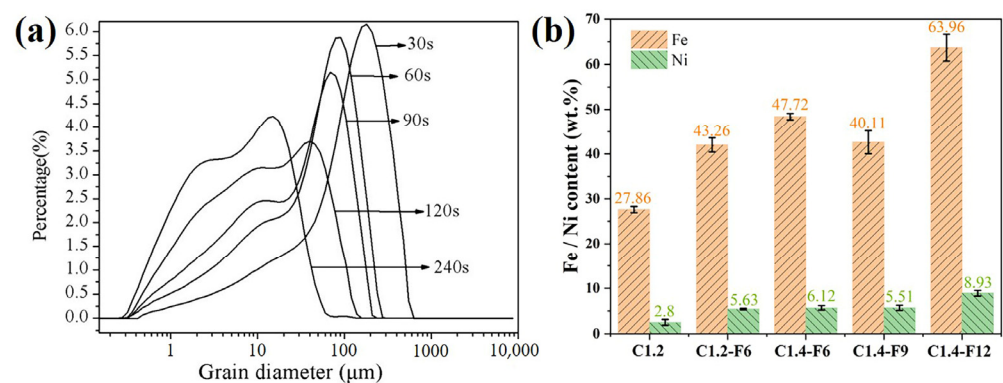 (a)
6.0
5.5
5.0
4.5
4.0
3.5
3.0
2.5
2.0
1.5
1.0
0.5
0.0
Percentage(%)
30s
60s
90s
120s
240s
1 10 100 1000 10,000
Grain diameter (μm)
(b)
70
60
50
40
30
20
10
0
Fe / Ni content (wt.%)
Fe
Ni
27.86
2.8
43.26
5.63
47.72
6.12
40.11
5.51
63.96
8.93
C1.2 C1.2-F6 C1.4-F6 C1.4-F9 C1.4-F12